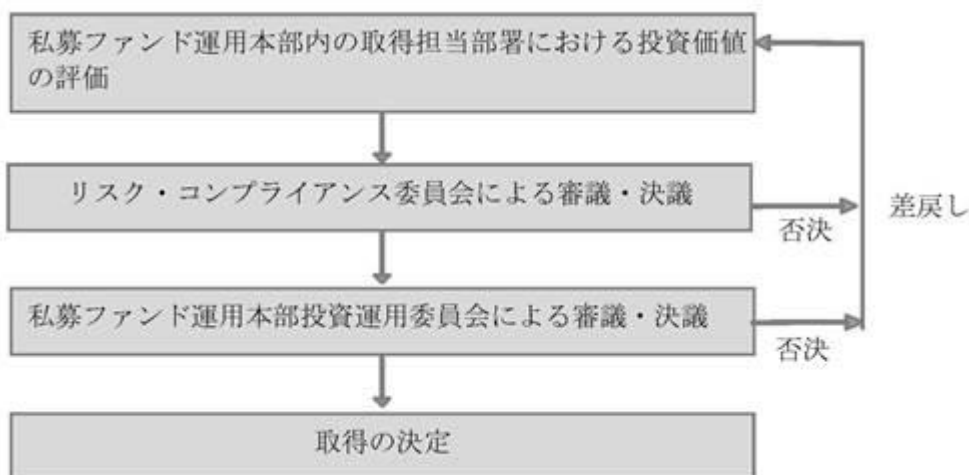 私募ファンド運用本部内の取得担当部署における投資価値
の評価
リスク・コンプライアンス委員会による審議・決議
否決
差戻し
私募ファンド運用本部投資運用委員会による審議・決議
否決
取得の決定